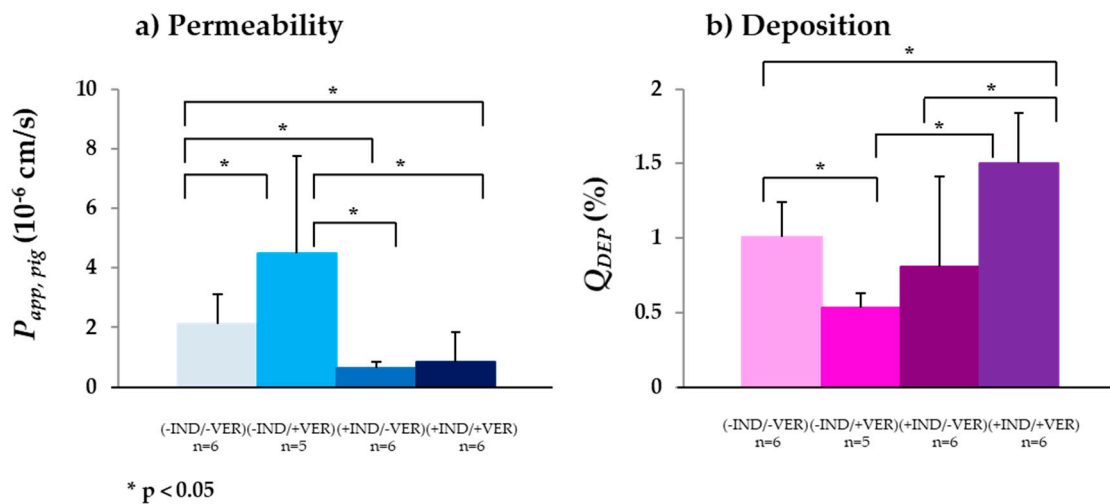 a) Permeability
*
*
*
*
*
10
8
6
4
2
0
P_app, pig (10^-6 cm/s)
(-IND/-VER)(-IND/+VER)(+IND/-VER)(+IND/+VER)
n=6 n=5 n=6 n=6
* p < 0.05
b) Deposition
*
*
*
*
2
1.5
1
0.5
0
Q_DEP (%)
(-IND/-VER)(-IND/+VER)(+IND/-VER)(+IND/+VER)
n=6 n=5 n=6 n=6